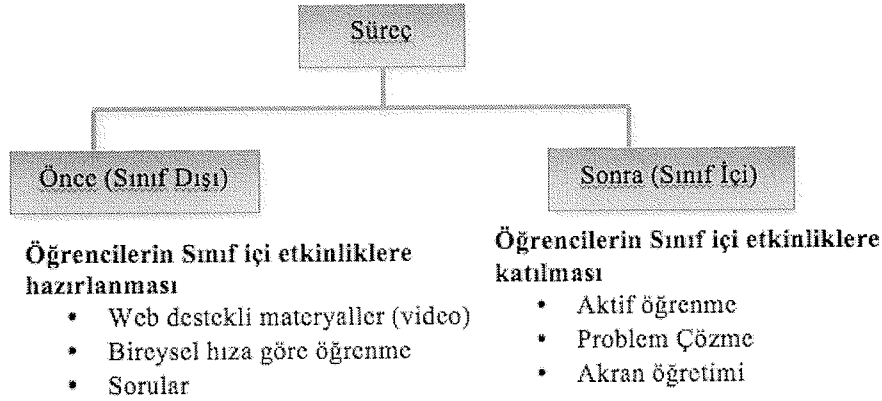 Süreç
Önce (Sınıf Dışı)
Sonra (Sınıf İçi)
Öğrencilerin Sınıf içi etkinliklere
hazırlanması
• Web destekli materyaller (video)
• Bireysel hıza göre öğrenme
• Sorular
Öğrencilerin Sınıf içi etkinliklere
katılması
• Aktif öğrenme
• Problem Çözme
• Akran öğretimi